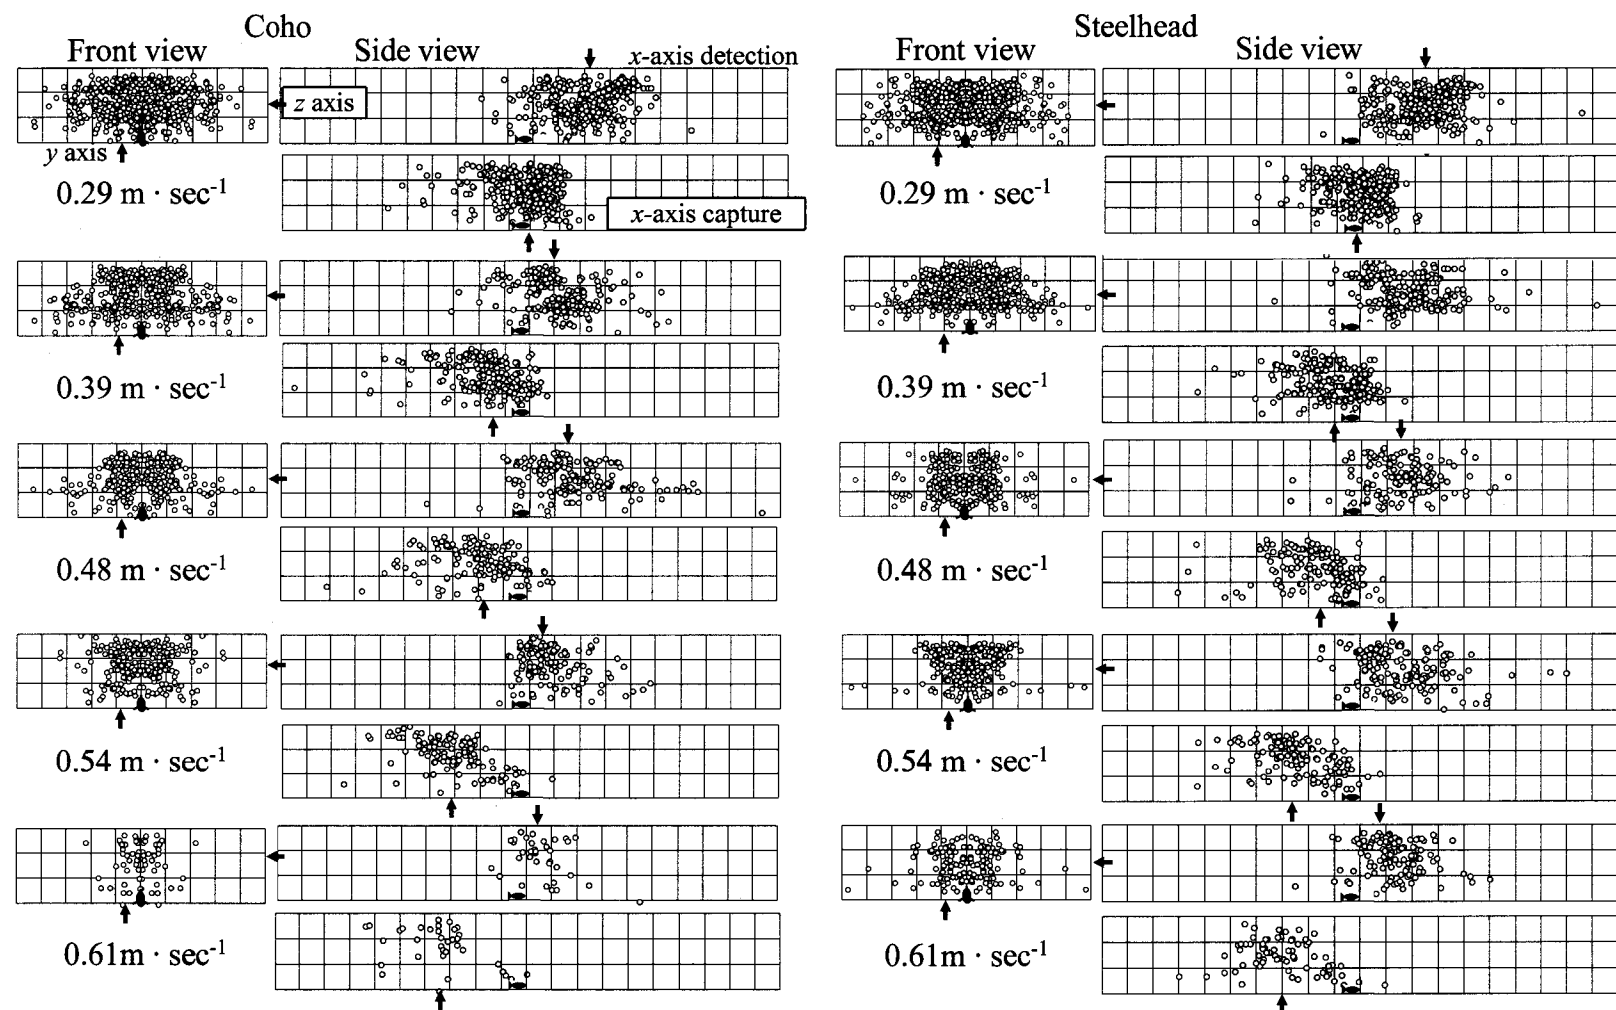 Coho
Steelhead
Front view
Side view
x-axis detection
Front view
Side view
z axis
y axis
0.29 m · sec⁻¹
x-axis capture
0.29 m · sec⁻¹
0.39 m · sec⁻¹
0.39 m · sec⁻¹
0.48 m · sec⁻¹
0.48 m · sec⁻¹
0.54 m · sec⁻¹
0.54 m · sec⁻¹
0.61m · sec⁻¹
0.61m · sec⁻¹